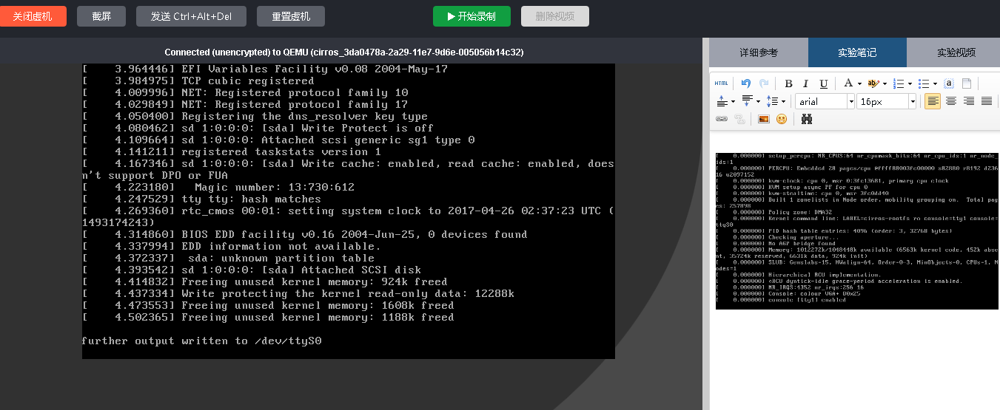 关闭虚机 截屏 发送 Ctrl+Alt+Del 重置虚机 开始录制 删除视频
Connected (unencrypted) to QEMU (cirros_3da0478a-2a29-11e7-9d6e-005056b14c32)
[    3.964446] EFI Variables Facility v0.08 2004-May-17
[    3.984975] TCP cubic registered
[    4.009996] NET: Registered protocol family 10
[    4.029849] NET: Registered protocol family 17
[    4.050400] Registering the dns_resolver key type
[    4.080462] sd 1:0:0:0: [sda] Write Protect is off
[    4.109664] sd 1:0:0:0: Attached scsi generic sg1 type 0
[    4.141211] registered taskstats version 1
[    4.167346] sd 1:0:0:0: [sda] Write cache: enabled, read cache: enabled, does
n't support DPO or FUA
[    4.223180]   Magic number: 13:730:612
[    4.247529] tty tty: hash matches
[    4.269360] rtc_cmos 00:01: setting system clock to 2017-04-26 02:37:23 UTC (
1493174243)
[    4.314860] BIOS EDD facility v0.16 2004-Jun-25, 0 devices found
[    4.337994] EDD information not available.
[    4.372337]  sda: unknown partition table
[    4.393542] sd 1:0:0:0: [sda] Attached SCSI disk
[    4.414832] Freeing unused kernel memory: 924k freed
[    4.437334] Write protecting the kernel read-only data: 12288k
[    4.473553] Freeing unused kernel memory: 1608k freed
[    4.502365] Freeing unused kernel memory: 1188k freed
further output written to /dev/ttyS0
详细参考 实验笔记 实验视频
HTML B I U A ab a
arial 16px
[    0.000000] setup_percpu: NR_CPUS:64 nr_cpumask_bits:64 nr_cpu_ids:1 nr_node_
ids:1
[    0.000000] PERCPU: Embedded 28 pages/cpu @ffff88003fc00000 s82880 r8192 d236
16 u2097152
[    0.000000] kvm-clock: cpu 0, msr 0:3fc13681, primary cpu clock
[    0.000000] KVM setup async PF for cpu 0
[    0.000000] kvm-stealtime: cpu 0, msr 3fc0dd40
[    0.000000] Built 1 zonelists in Node order, mobility grouping on.  Total pag
es: 257898
[    0.000000] Policy zone: DMA32
[    0.000000] Kernel command line: LABEL=cirros-rootfs ro console=tty1 console=
ttyS0
[    0.000000] PID hash table entries: 4096 (order: 3, 32768 bytes)
[    0.000000] Checking aperture...
[    0.000000] No AGP bridge found
[    0.000000] Memory: 1012272k/1048448k available (6563k kernel code, 452k abse
nt, 35724k reserved, 6631k data, 924k init)
[    0.000000] SLUB: Genslabs=15, HWalign=64, Order=0-3, MinObjects=0, CPUs=1, N
odes=1
[    0.000000] Hierarchical RCU implementation.
[    0.000000] RCU dyntick-idle grace-period acceleration is enabled.
[    0.000000] NR_IRQS:4352 nr_irqs:256 16
[    0.000000] Console: colour VGA+ 80x25
[    0.000000] console [tty1] enabled